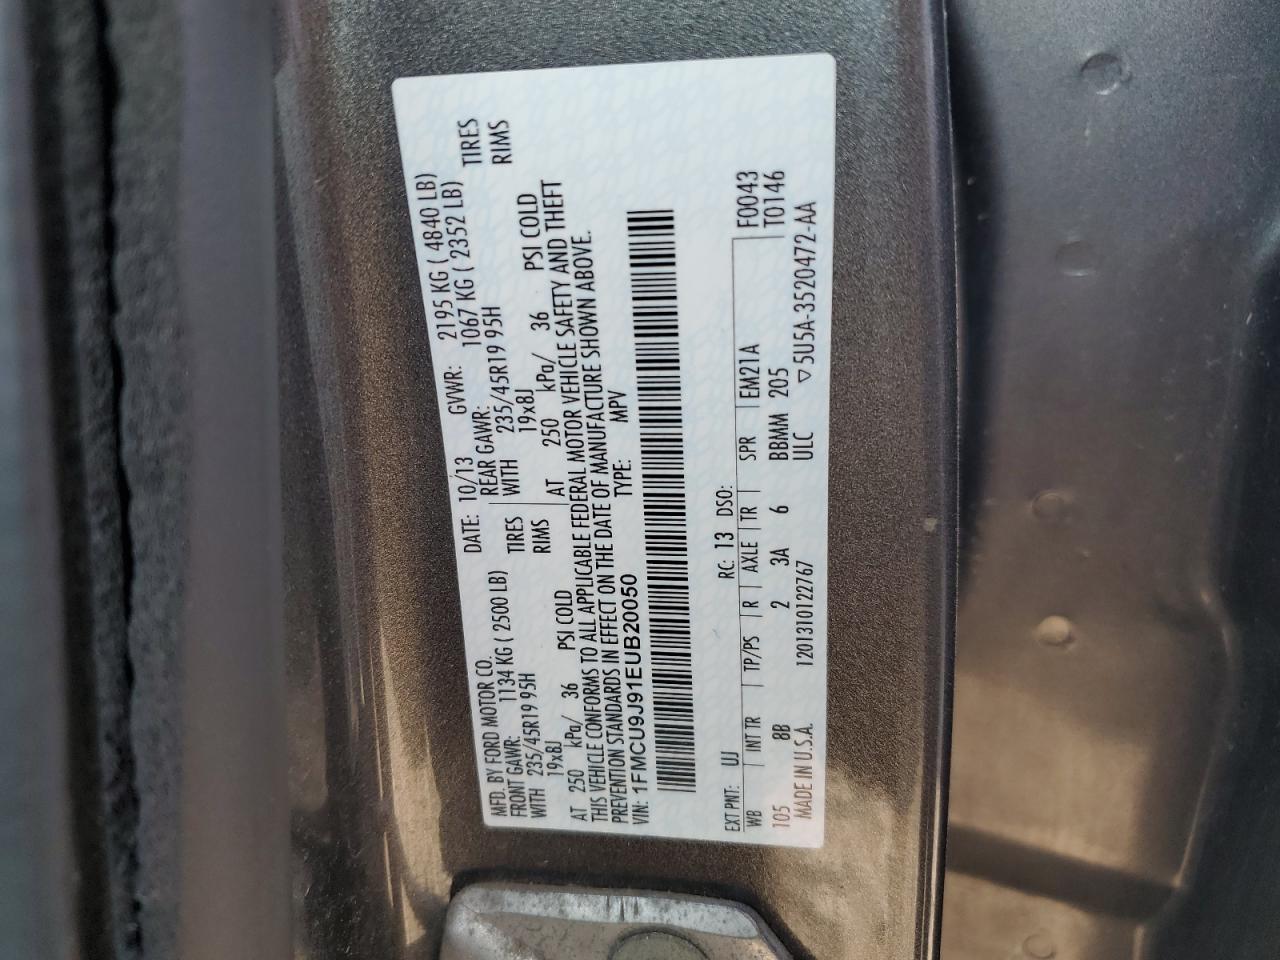 MFD. BY FORD MOTOR CO. DATE: 10/13 GVWR: 2195 KG ( 4840 LB)
FRONT GAWR: 1134 KG ( 2500 LB) REAR GAWR: 1067 KG ( 2352 LB)
WITH 235/45R19 95H TIRES WITH 235/45R19 95H TIRES
19x8J RIMS 19x8J RIMS
AT 250 kPa/ 36 PSI COLD AT 250 kPa/ 36 PSI COLD
THIS VEHICLE CONFORMS TO ALL APPLICABLE FEDERAL MOTOR VEHICLE SAFETY AND THEFT
PREVENTION STANDARDS IN EFFECT ON THE DATE OF MANUFACTURE SHOWN ABOVE.
VIN: 1FMCU9J91EUB20050 TYPE: MPV
EXT PNT: UJ RC: 13 DSO: F0043
WB INT TR TP/PS R AXLE TR SPR EM21A T0146
105 8B 2 3A 6 BBMM 205
MADE IN U.S.A. 1201310122767 ULC ▽5U5A-3520472-AA